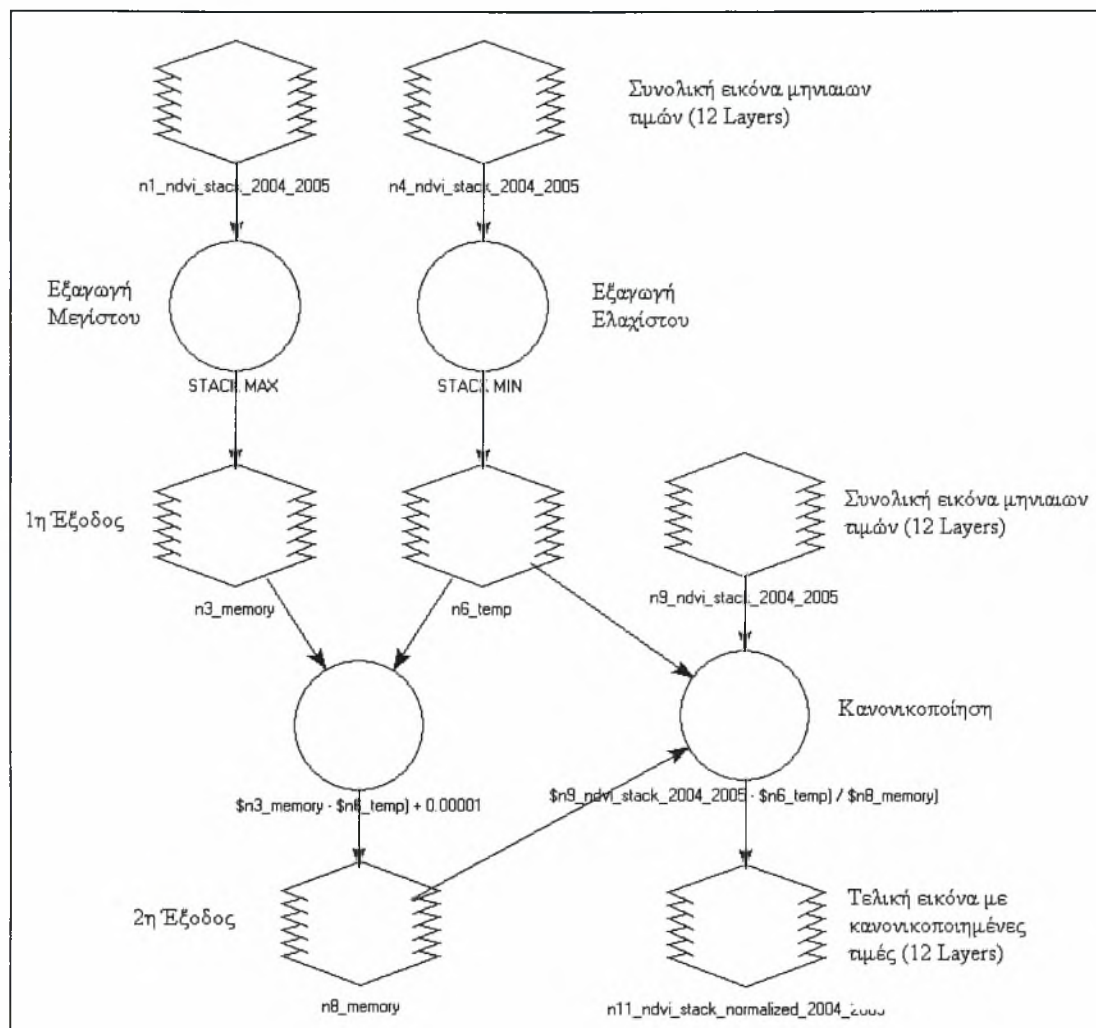 Συνολική εικόνα μηνιαιων
τιμών (12 Layers)
n1_ndvi_stack_2004_2005
n4_ndvi_stack_2004_2005
Εξαγωγή
Μεγίστου
Εξαγωγή
Ελαχίστου
STACK MAX
STACK MIN
1η Έξοδος
Συνολική εικόνα μηνιαιων
τιμών (12 Layers)
n3_memory
n6_temp
n9_ndvi_stack_2004_2005
Κανονικοποίηση
$n3_memory - $n6_temp) + 0.00001
$n9_ndvi_stack_2004_2005 - $n6_temp) / $n8_memory)
2η Έξοδος
Τελική εικόνα με
κανονικοποιημένες
τιμές (12 Layers)
n8_memory
n11_ndvi_stack_normalized_2004_2005